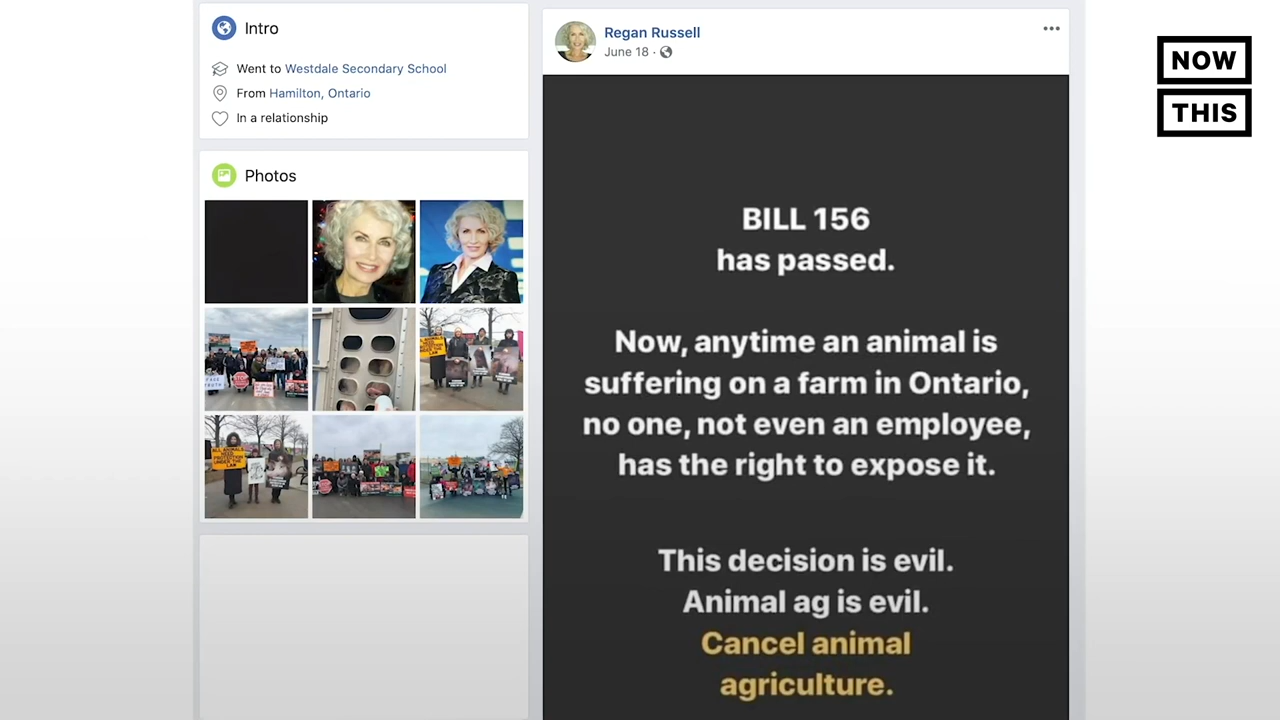 Intro
Went to Westdale Secondary School
From Hamilton, Ontario
In a relationship
Photos
Regan Russell
June 18 ·
BILL 156
has passed.
Now, anytime an animal is
suffering on a farm in Ontario,
no one, not even an employee,
has the right to expose it.
This decision is evil.
Animal ag is evil.
Cancel animal
agriculture.
NOW
THIS